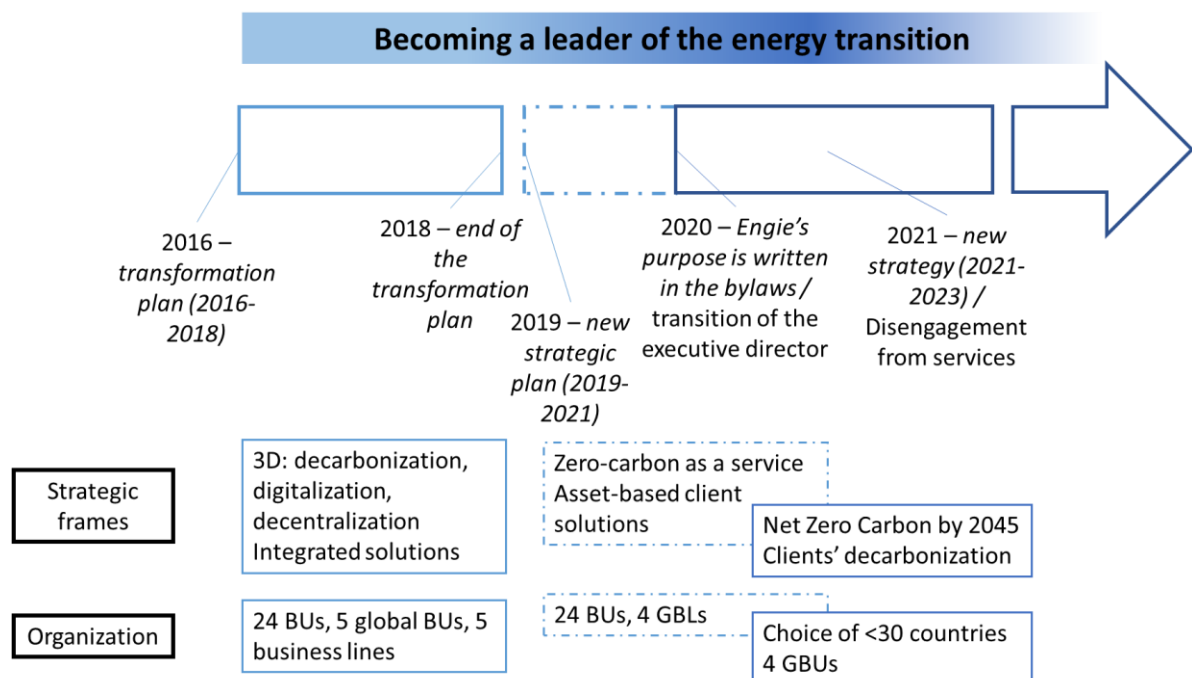 Becoming a leader of the energy transition
2016 –
transformation
plan (2016-
2018)
2018 – end of
the
transformation
plan
2019 – new
strategic
plan (2019-
2021)
2020 – Engie's
purpose is written
in the bylaws /
transition of the
executive director
2021 – new
strategy (2021-
2023) /
Disengagement
from services
Strategic
frames
3D: decarbonization,
digitalization,
decentralization
Integrated solutions
Zero-carbon as a service
Asset-based client
solutions
Net Zero Carbon by 2045
Clients' decarbonization
Organization
24 BUs, 5 global BUs, 5
business lines
24 BUs, 4 GBLs
Choice of <30 countries
4 GBUs